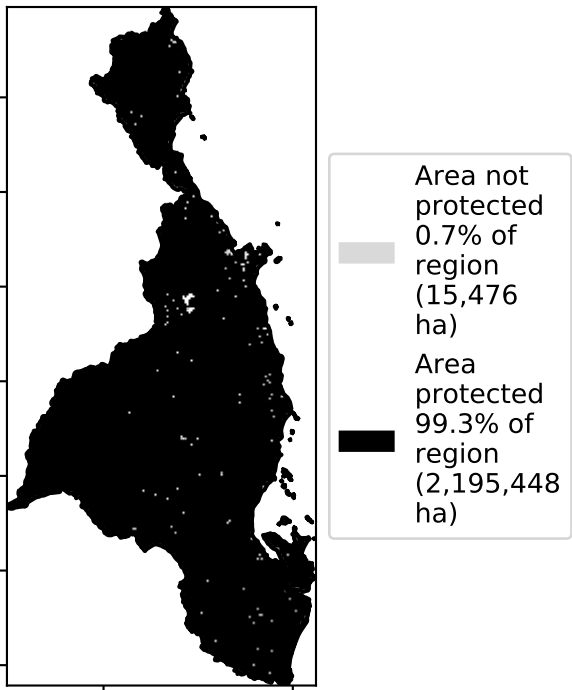 Area not
protected
0.7% of
region
(15,476
ha)
Area
protected
99.3% of
region
(2,195,448
ha)